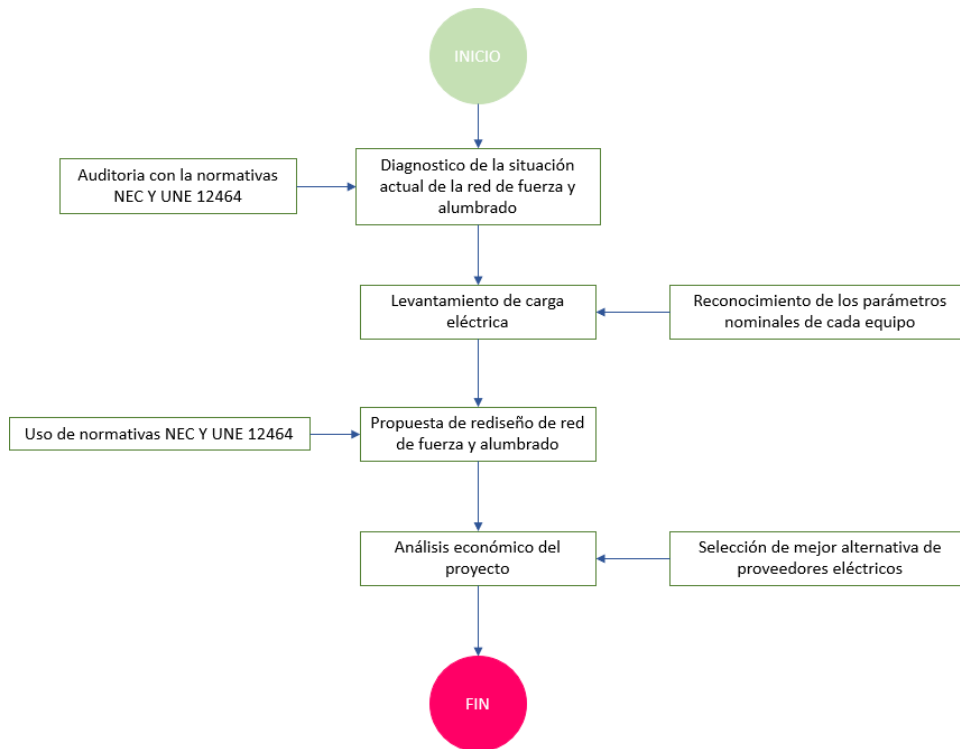 INICIO
Auditoria con la normativas
NEC Y UNE 12464
Diagnostico de la situación
actual de la red de fuerza y
alumbrado
Levantamiento de carga
eléctrica
Reconocimiento de los parámetros
nominales de cada equipo
Uso de normativas NEC Y UNE 12464
Propuesta de rediseño de red
de fuerza y alumbrado
Análisis económico del
proyecto
Selección de mejor alternativa de
proveedores eléctricos
FIN